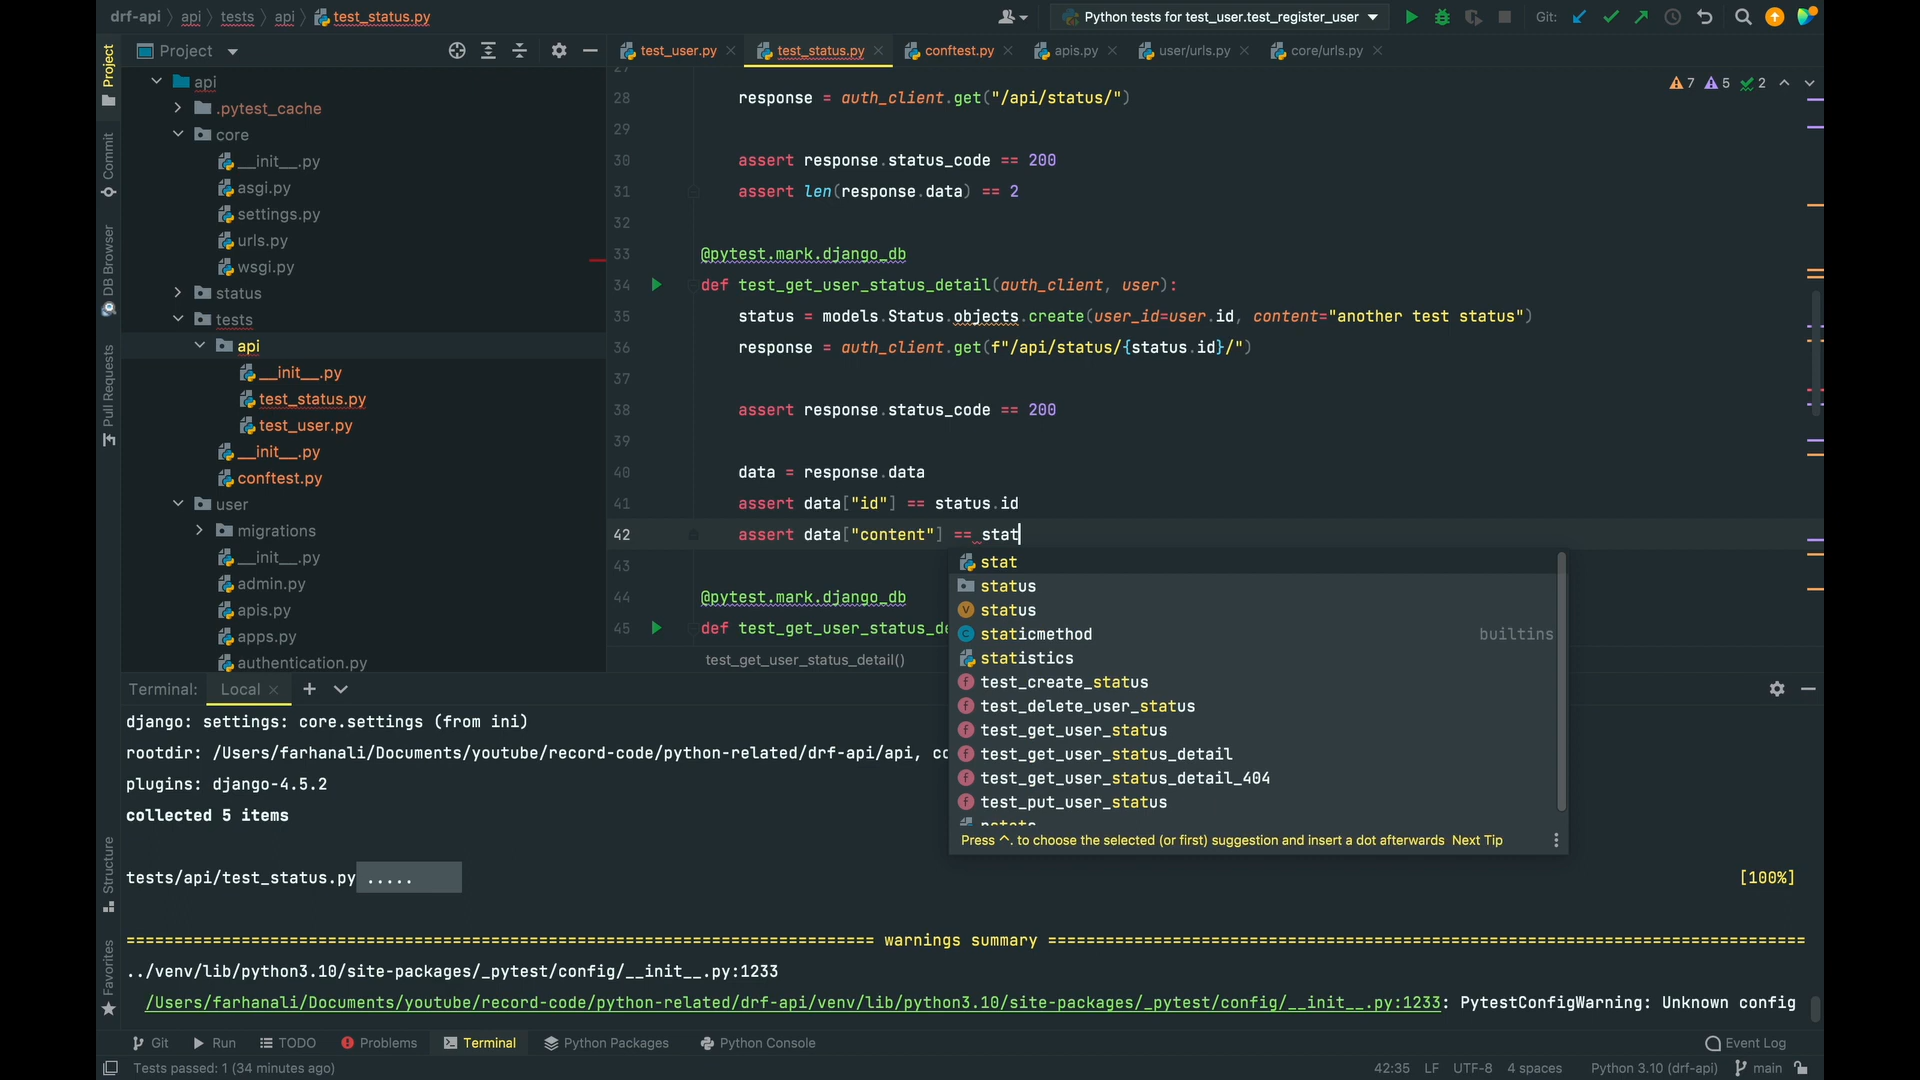 drf-api api tests api test_status.py
Python tests for test_user.test_register_user
Git:
Project
test_user.py
test_status.py
conftest.py
apis.py
user/urls.py
core/urls.py
Project
Commit
DB Browser
Pull Requests
Structure
Favorites
api
.pytest_cache
core
__init__.py
asgi.py
settings.py
urls.py
wsgi.py
status
tests
api
__init__.py
test_status.py
test_user.py
__init__.py
conftest.py
user
migrations
__init__.py
admin.py
apis.py
apps.py
authentication.py
7 5 2
28 response = auth_client.get("/api/status/")
29
30 assert response.status_code == 200
31 assert len(response.data) == 2
32
33 @pytest.mark.django_db
34 def test_get_user_status_detail(auth_client, user):
35 status = models.Status.objects.create(user_id=user.id, content="another test status")
36 response = auth_client.get(f"/api/status/{status.id}/")
37
38 assert response.status_code == 200
39
40 data = response.data
41 assert data["id"] == status.id
42 assert data["content"] == stat
43
44 @pytest.mark.django_db
45 def test_get_user_status_de
test_get_user_status_detail()
stat
status
status
staticmethod builtins
statistics
test_create_status
test_delete_user_status
test_get_user_status
test_get_user_status_detail
test_get_user_status_detail_404
test_put_user_status
Press ^. to choose the selected (or first) suggestion and insert a dot afterwards Next Tip
Terminal: Local
django: settings: core.settings (from ini)
rootdir: /Users/farhanali/Documents/youtube/record-code/python-related/drf-api/api, co
plugins: django-4.5.2
collected 5 items
tests/api/test_status.py ..... [100%]
============================================================================== warnings summary ===============================================================================
../venv/lib/python3.10/site-packages/_pytest/config/__init__.py:1233
/Users/farhanali/Documents/youtube/record-code/python-related/drf-api/venv/lib/python3.10/site-packages/_pytest/config/__init__.py:1233: PytestConfigWarning: Unknown config
Git Run TODO Problems Terminal Python Packages Python Console Event Log
Tests passed: 1 (34 minutes ago) 42:35 LF UTF-8 4 spaces Python 3.10 (drf-api) main